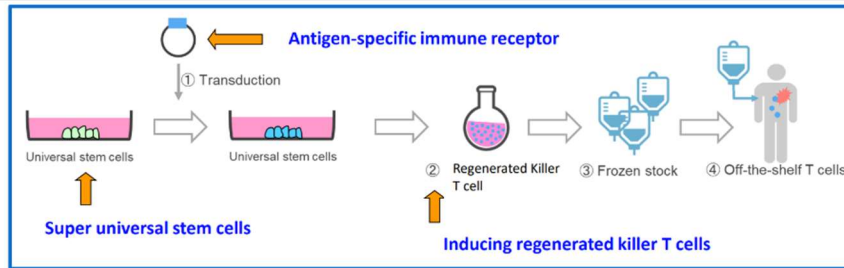 Antigen-specific immune receptor
① Transduction
Universal stem cells
Universal stem cells
② Regenerated Killer
T cell
③ Frozen stock
④ Off-the-shelf T cells
Super universal stem cells
Inducing regenerated killer T cells